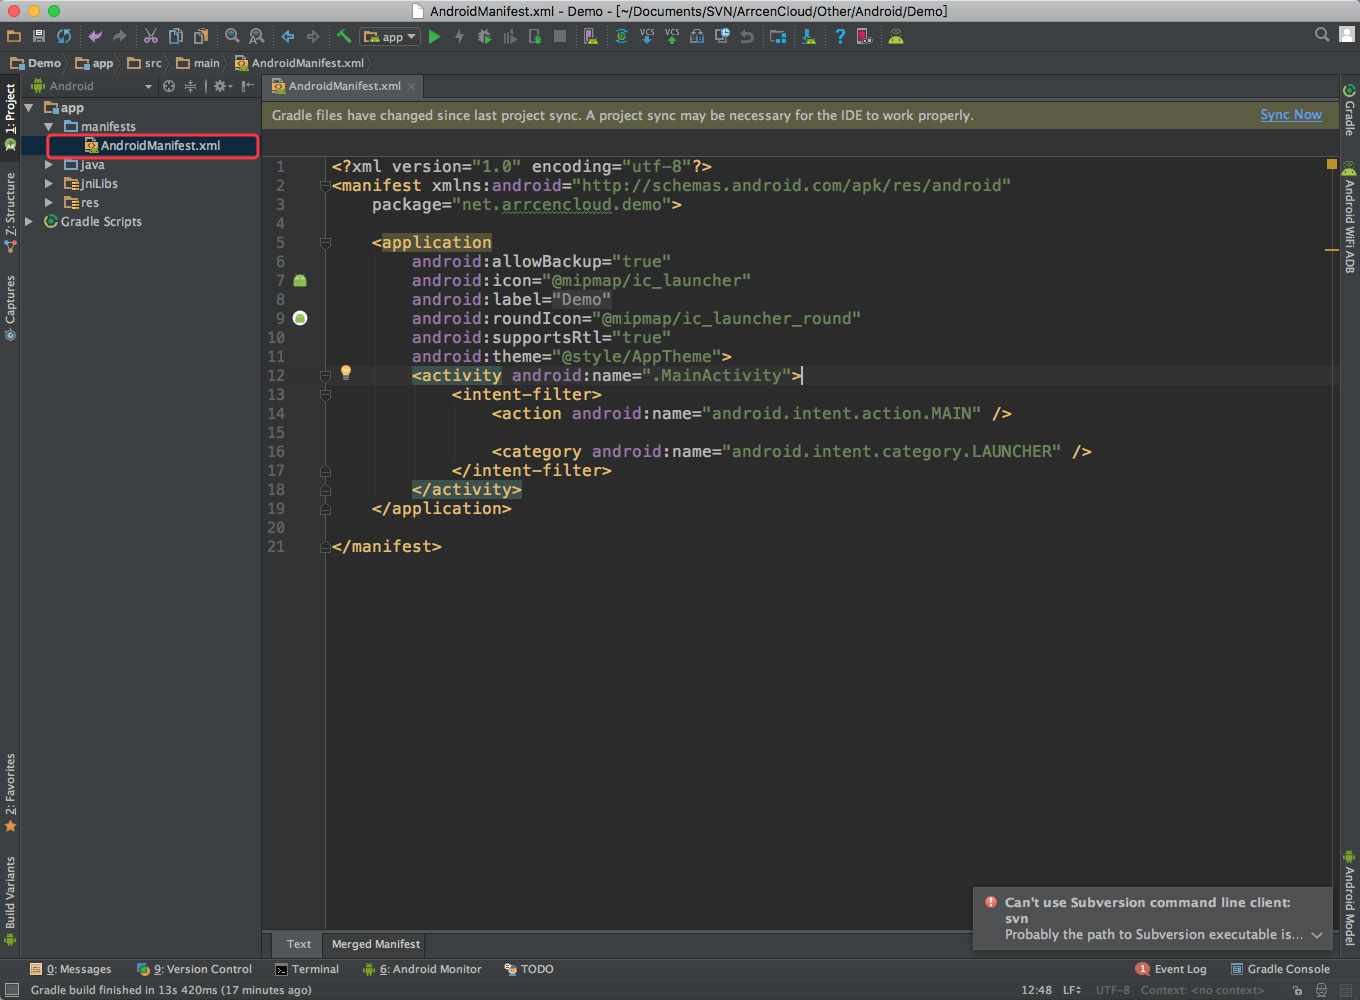 AndroidManifest.xml - Demo - [~/Documents/SVN/ArrcenCloud/Other/Android/Demo]
app
VCS
VCS
?
Demo
app
src
main
AndroidManifest.xml
Android
AndroidManifest.xml
1: Project
7: Structure
Captures
2: Favorites
Build Variants
app
manifests
AndroidManifest.xml
java
jniLibs
res
Gradle Scripts
Gradle files have changed since last project sync. A project sync may be necessary for the IDE to work properly.
Sync Now
1 <?xml version="1.0" encoding="utf-8"?>
2 <manifest xmlns:android="http://schemas.android.com/apk/res/android"
3 package="net.arrcencloud.demo">
4
5 <application
6 android:allowBackup="true"
7 android:icon="@mipmap/ic_launcher"
8 android:label="Demo"
9 android:roundIcon="@mipmap/ic_launcher_round"
10 android:supportsRtl="true"
11 android:theme="@style/AppTheme">
12 <activity android:name=".MainActivity">
13 <intent-filter>
14 <action android:name="android.intent.action.MAIN" />
15
16 <category android:name="android.intent.category.LAUNCHER" />
17 </intent-filter>
18 </activity>
19 </application>
20
21 </manifest>
Gradle
Android WiFi ADB
Android Model
Can't use Subversion command line client:
svn
Probably the path to Subversion executable is...
Text
Merged Manifest
0: Messages
9: Version Control
Terminal
6: Android Monitor
TODO
1 Event Log
Gradle Console
Gradle build finished in 13s 420ms (17 minutes ago)
12:48
LF
UTF-8
Context: <no context>